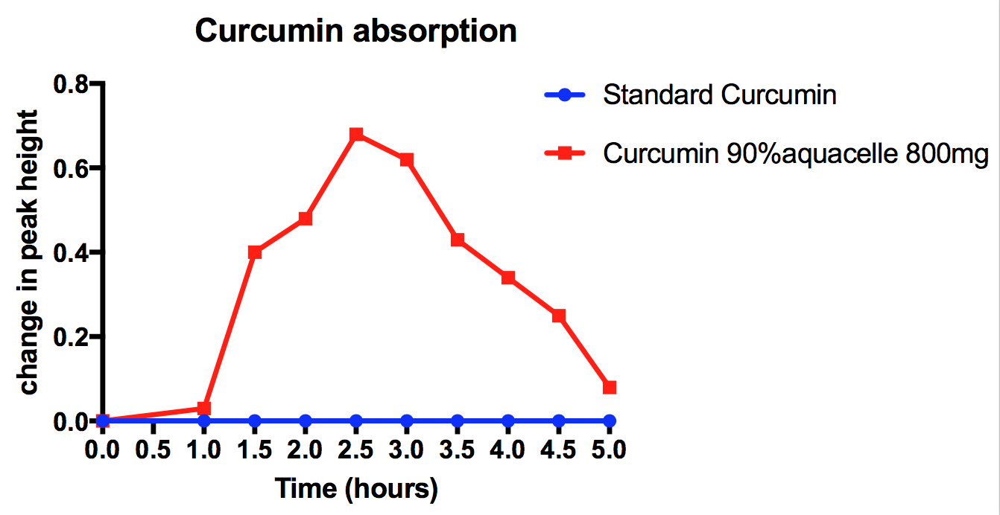 Curcumin absorption
Standard Curcumin
Curcumin 90%aquacelle 800mg
change in peak height
0.8
0.6
0.4
0.2
0.0
0.0 0.5 1.0 1.5 2.0 2.5 3.0 3.5 4.0 4.5 5.0
Time (hours)